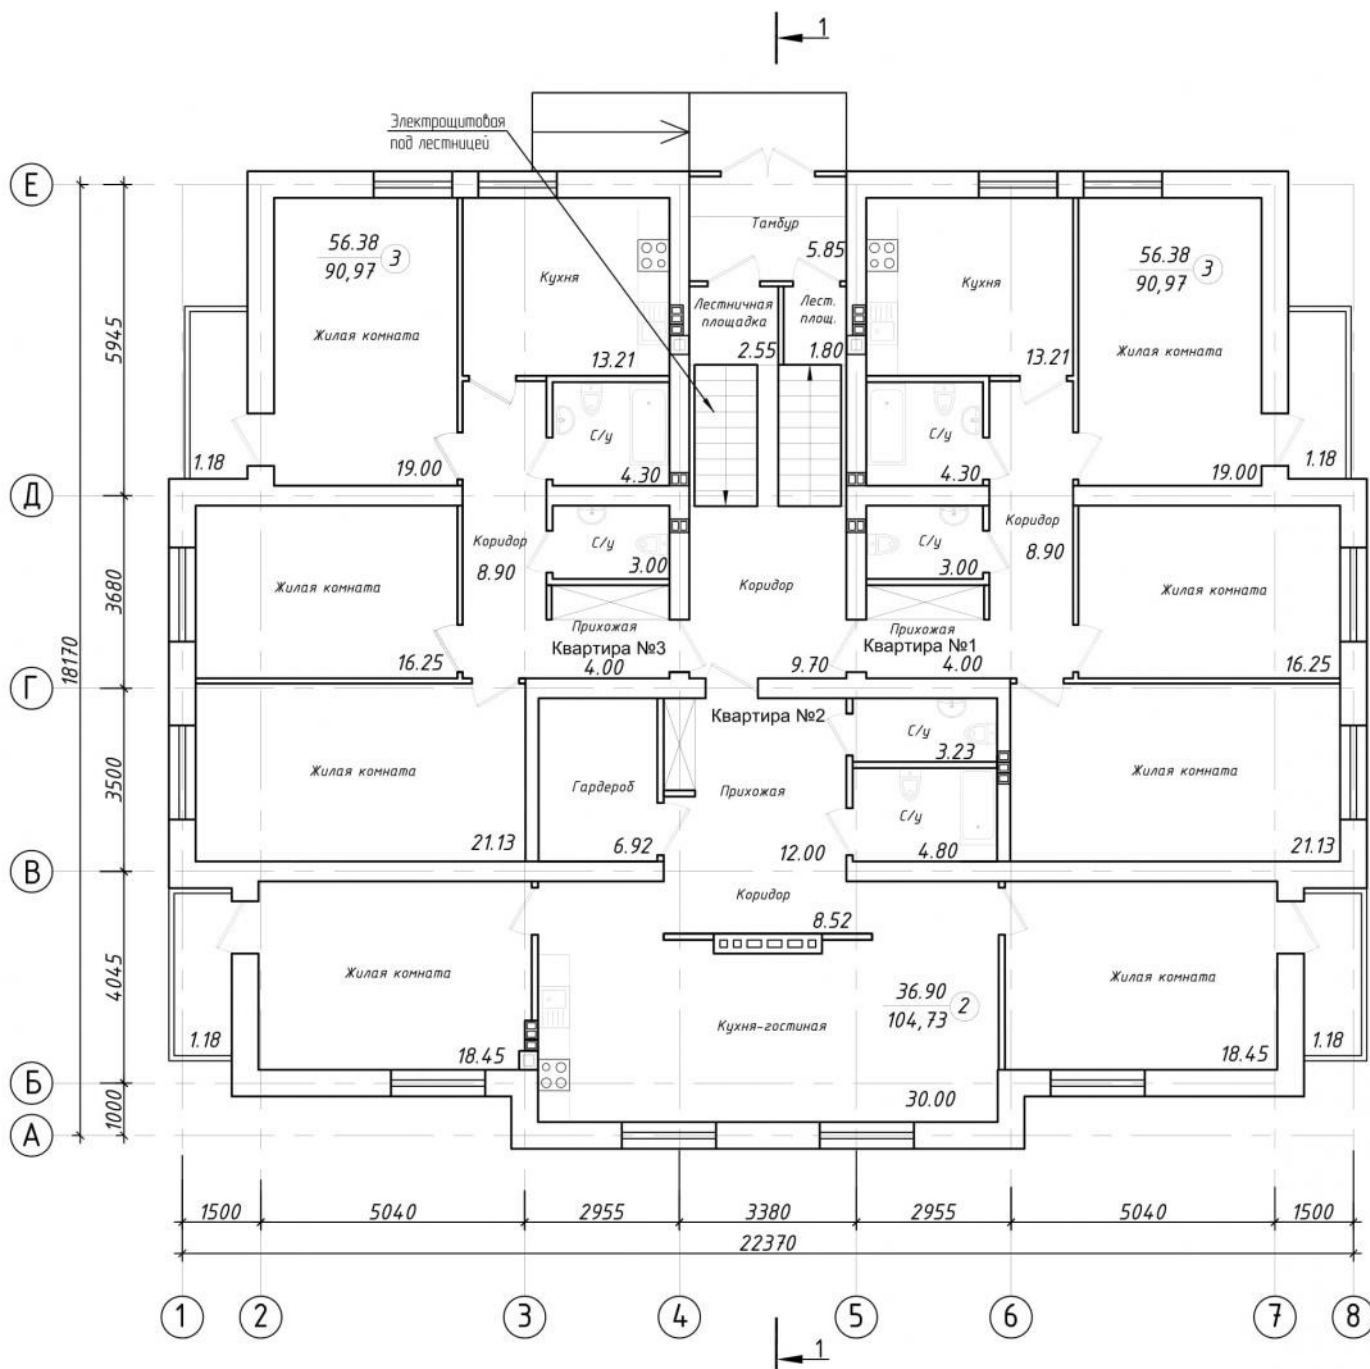 1
Электрощитовая
под лестницей
Е
Тамбур
5.85
56.38
90,97
3
Кухня
13.21
Жилая комната
19.00
1.18
Лестничная
площадка
2.55
Лест.
площ.
1.80
Кухня
13.21
56.38
90,97
3
Жилая комната
19.00
1.18
5945
С/у
4.30
С/у
4.30
Д
Жилая комната
16.25
Коридор
8.90
С/у
3.00
Коридор
9.70
С/у
3.00
Коридор
8.90
Жилая комната
16.25
3680
18170
Прихожая
Квартира №3
4.00
Прихожая
Квартира №1
4.00
Г
Квартира №2
С/у
3.23
Жилая комната
21.13
Гардероб
6.92
Прихожая
12.00
С/у
4.80
Жилая комната
21.13
3500
В
Коридор
8.52
Жилая комната
18.45
1.18
Кухня-гостиная
30.00
36.90
104,73
2
Жилая комната
18.45
1.18
4045
Б
1000
А
1500
5040
2955
3380
2955
5040
1500
22370
1
2
3
4
5
6
7
8
1